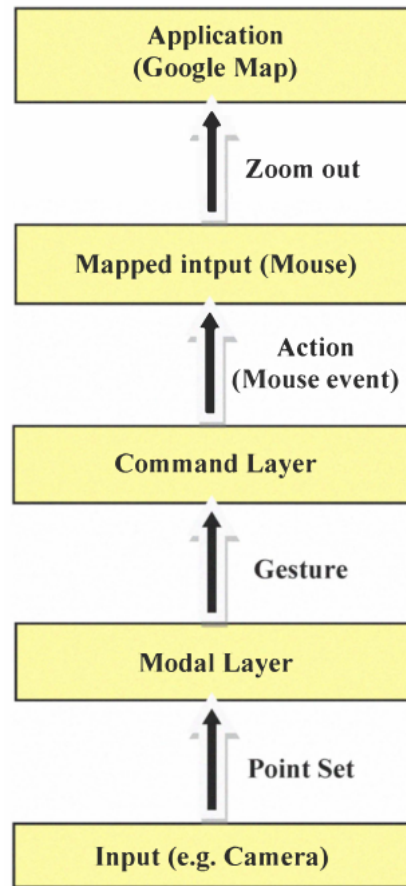 Application
(Google Map)
Zoom out
Mapped intput (Mouse)
Action
(Mouse event)
Command Layer
Gesture
Modal Layer
Point Set
Input (e.g. Camera)